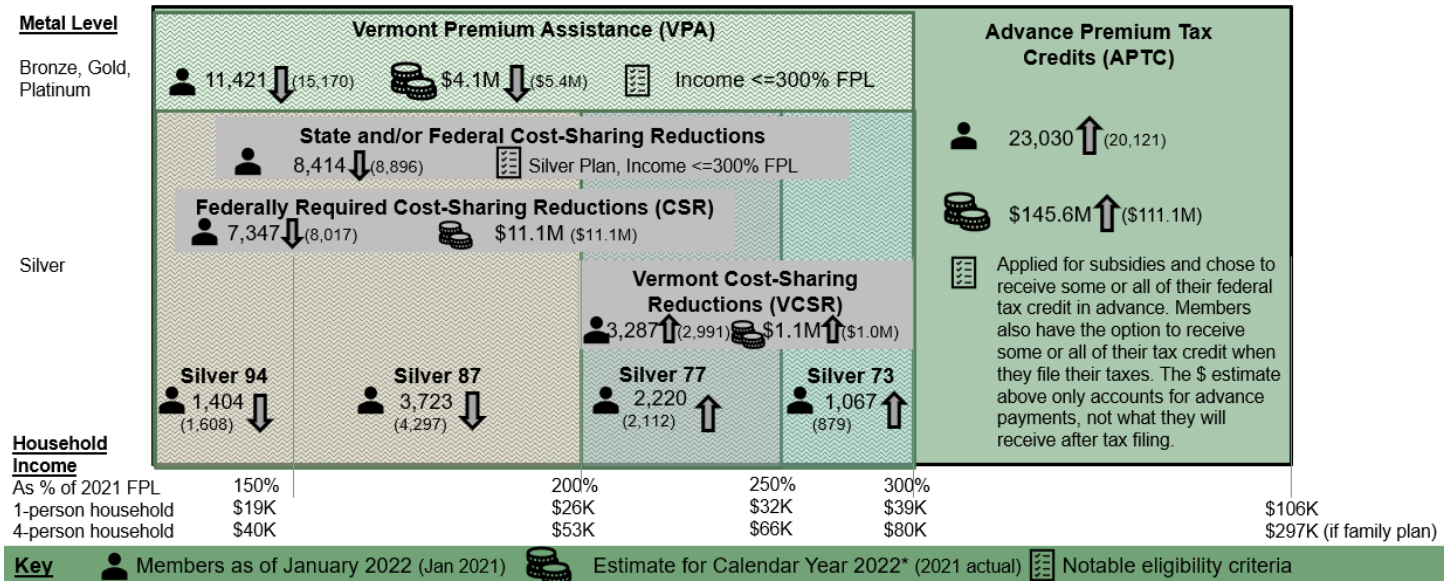 Metal Level
Bronze, Gold,
Platinum
Vermont Premium Assistance (VPA)
11,421 (15,170) $4.1M ($5.4M) Income <=300% FPL
State and/or Federal Cost-Sharing Reductions
8,414 (8,896) Silver Plan, Income <=300% FPL
Federally Required Cost-Sharing Reductions (CSR)
7,347 (8,017) $11.1M ($11.1M)
Silver
Vermont Cost-Sharing
Reductions (VCSR)
3,287 (2,991) $1.1M ($1.0M)
Silver 94
1,404
(1,608)
Silver 87
3,723
(4,297)
Silver 77
2,220
(2,112)
Silver 73
1,067
(879)
Advance Premium Tax
Credits (APTC)
23,030 (20,121)
$145.6M ($111.1M)
Applied for subsidies and chose to
receive some or all of their federal
tax credit in advance. Members
also have the option to receive
some or all of their tax credit when
they file their taxes. The $ estimate
above only accounts for advance
payments, not what they will
receive after tax filing.
Household
Income
As % of 2021 FPL 150% 200% 250% 300%
1-person household $19K $26K $32K $39K $106K
4-person household $40K $53K $66K $80K $297K (if family plan)
Key Members as of January 2022 (Jan 2021) Estimate for Calendar Year 2022* (2021 actual) Notable eligibility criteria